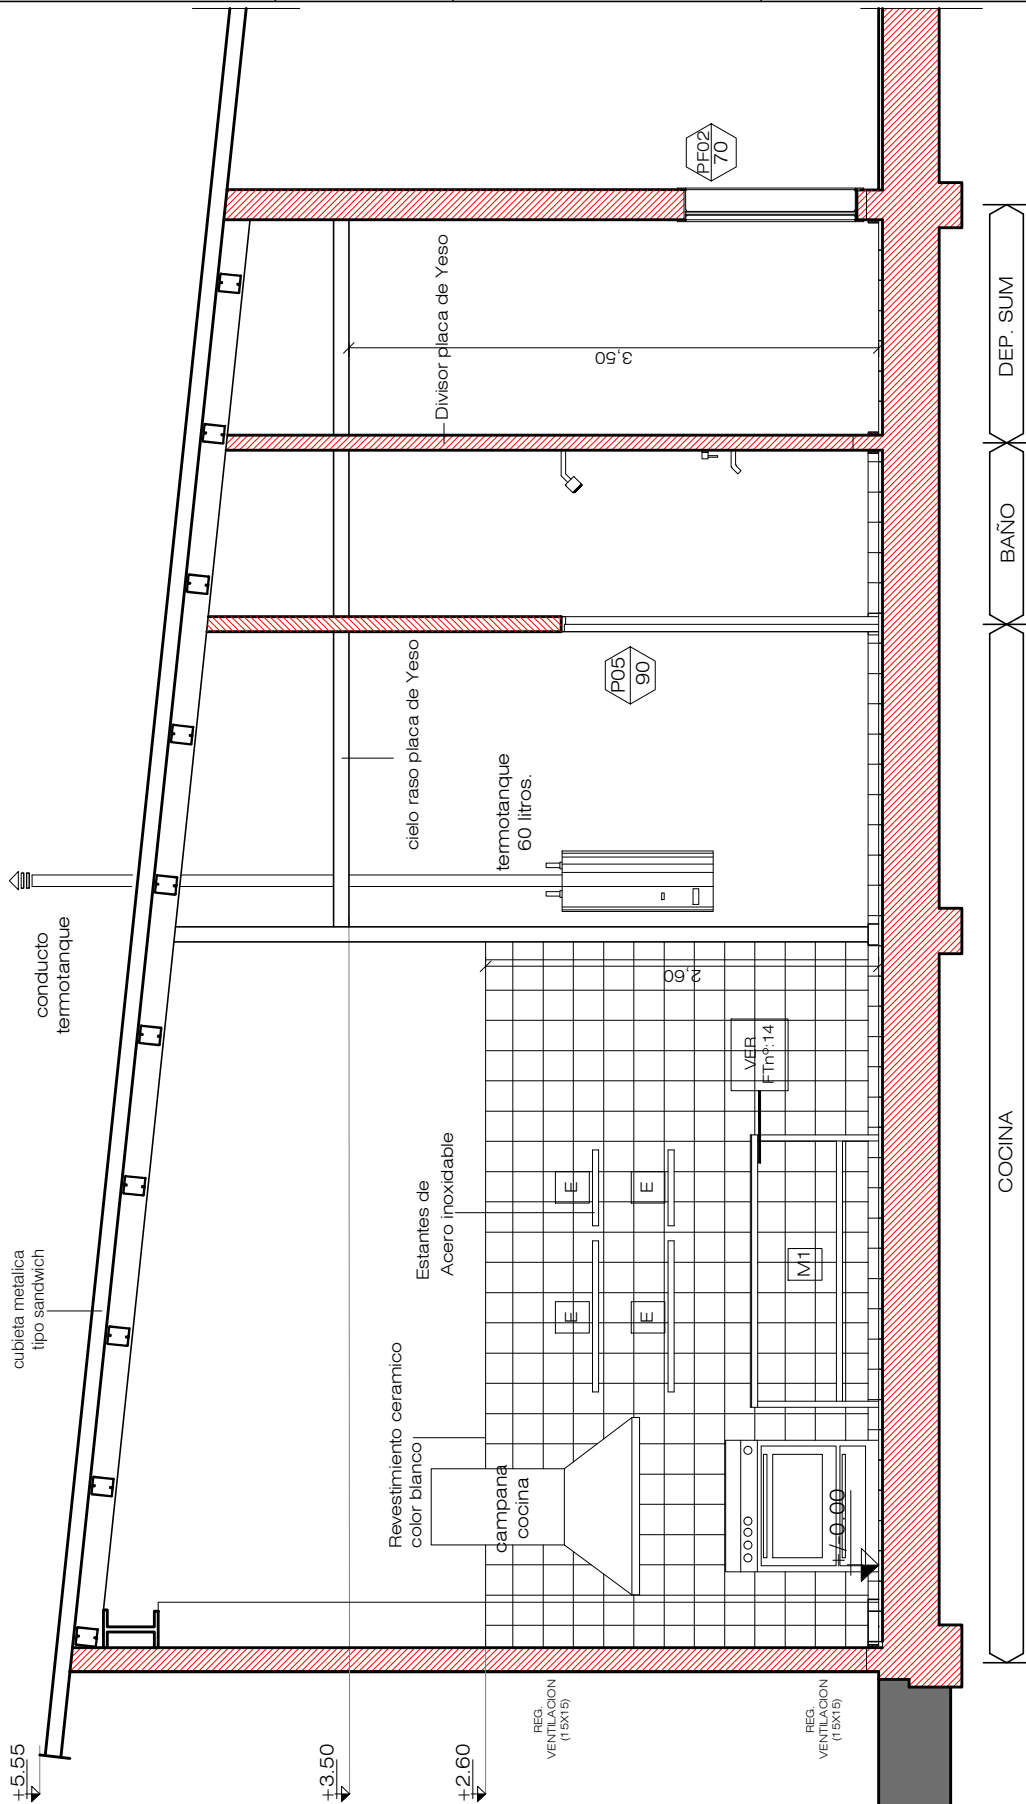 +5.55
+3.50
+2.60
cubieta metalica
tipo sandwich
conducto
termotanque
Revestimiento ceramico
color blanco
campana
cocina
Estantes de
Acero inoxidable
E
E
E
E
M1
VER
FTnº:14
2,60
+/-0.00
REG.
VENTILACION
(15X15)
REG.
VENTILACION
(15X15)
termotanque
60 litros.
cielo raso placa de Yeso
P05
90
Divisor placa de Yeso
3,50
PF02
70
COCINA
BAÑO
DEP. SUM